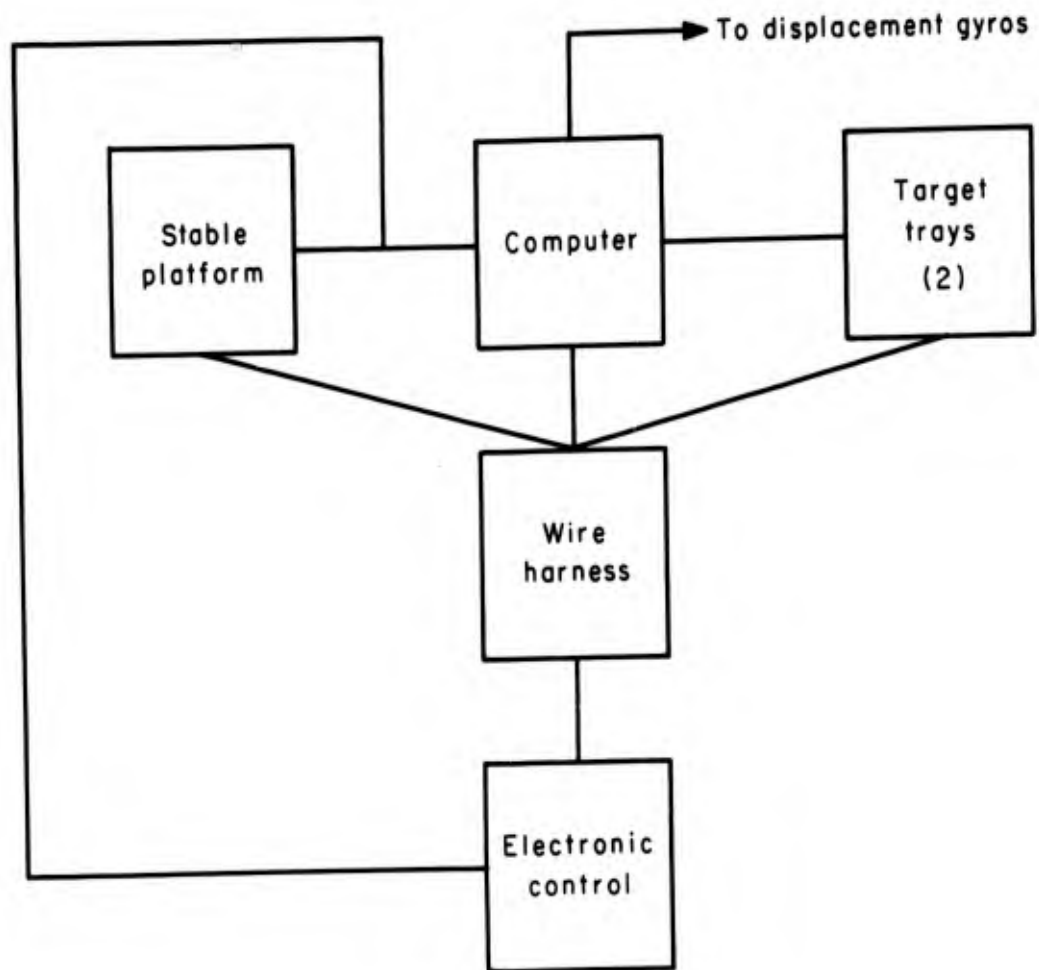 To displacement gyros
Stable
platform
Computer
Target
trays
(2)
Wire
harness
Electronic
control